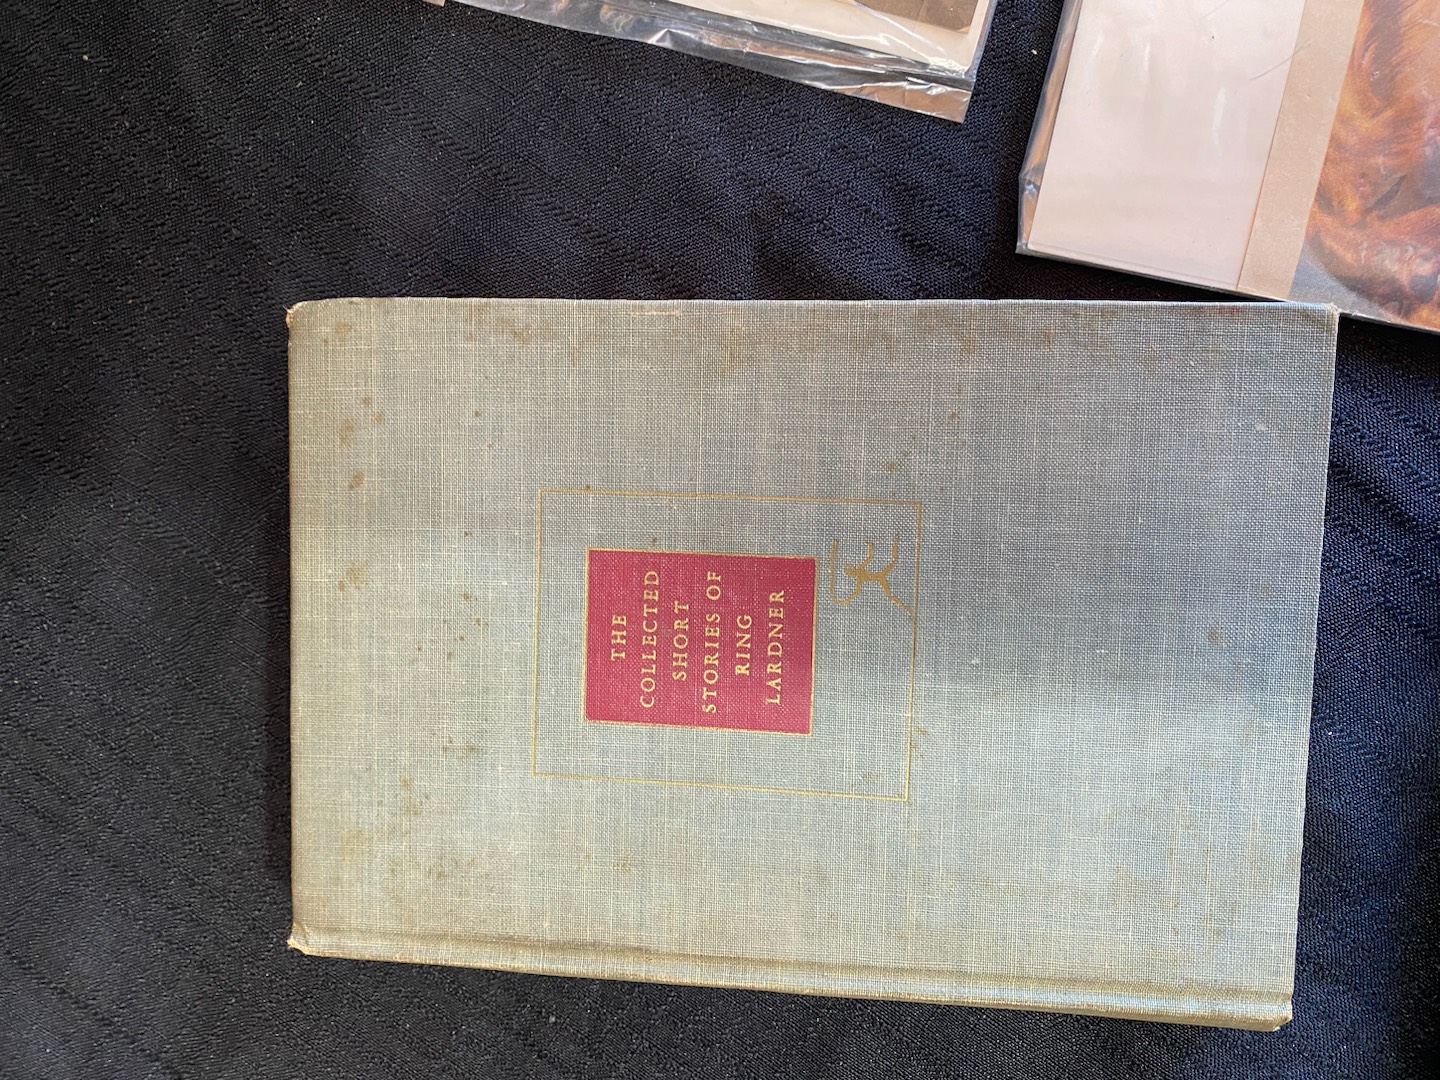 THE
COLLECTED
SHORT
STORIES OF
RING
LARDNER